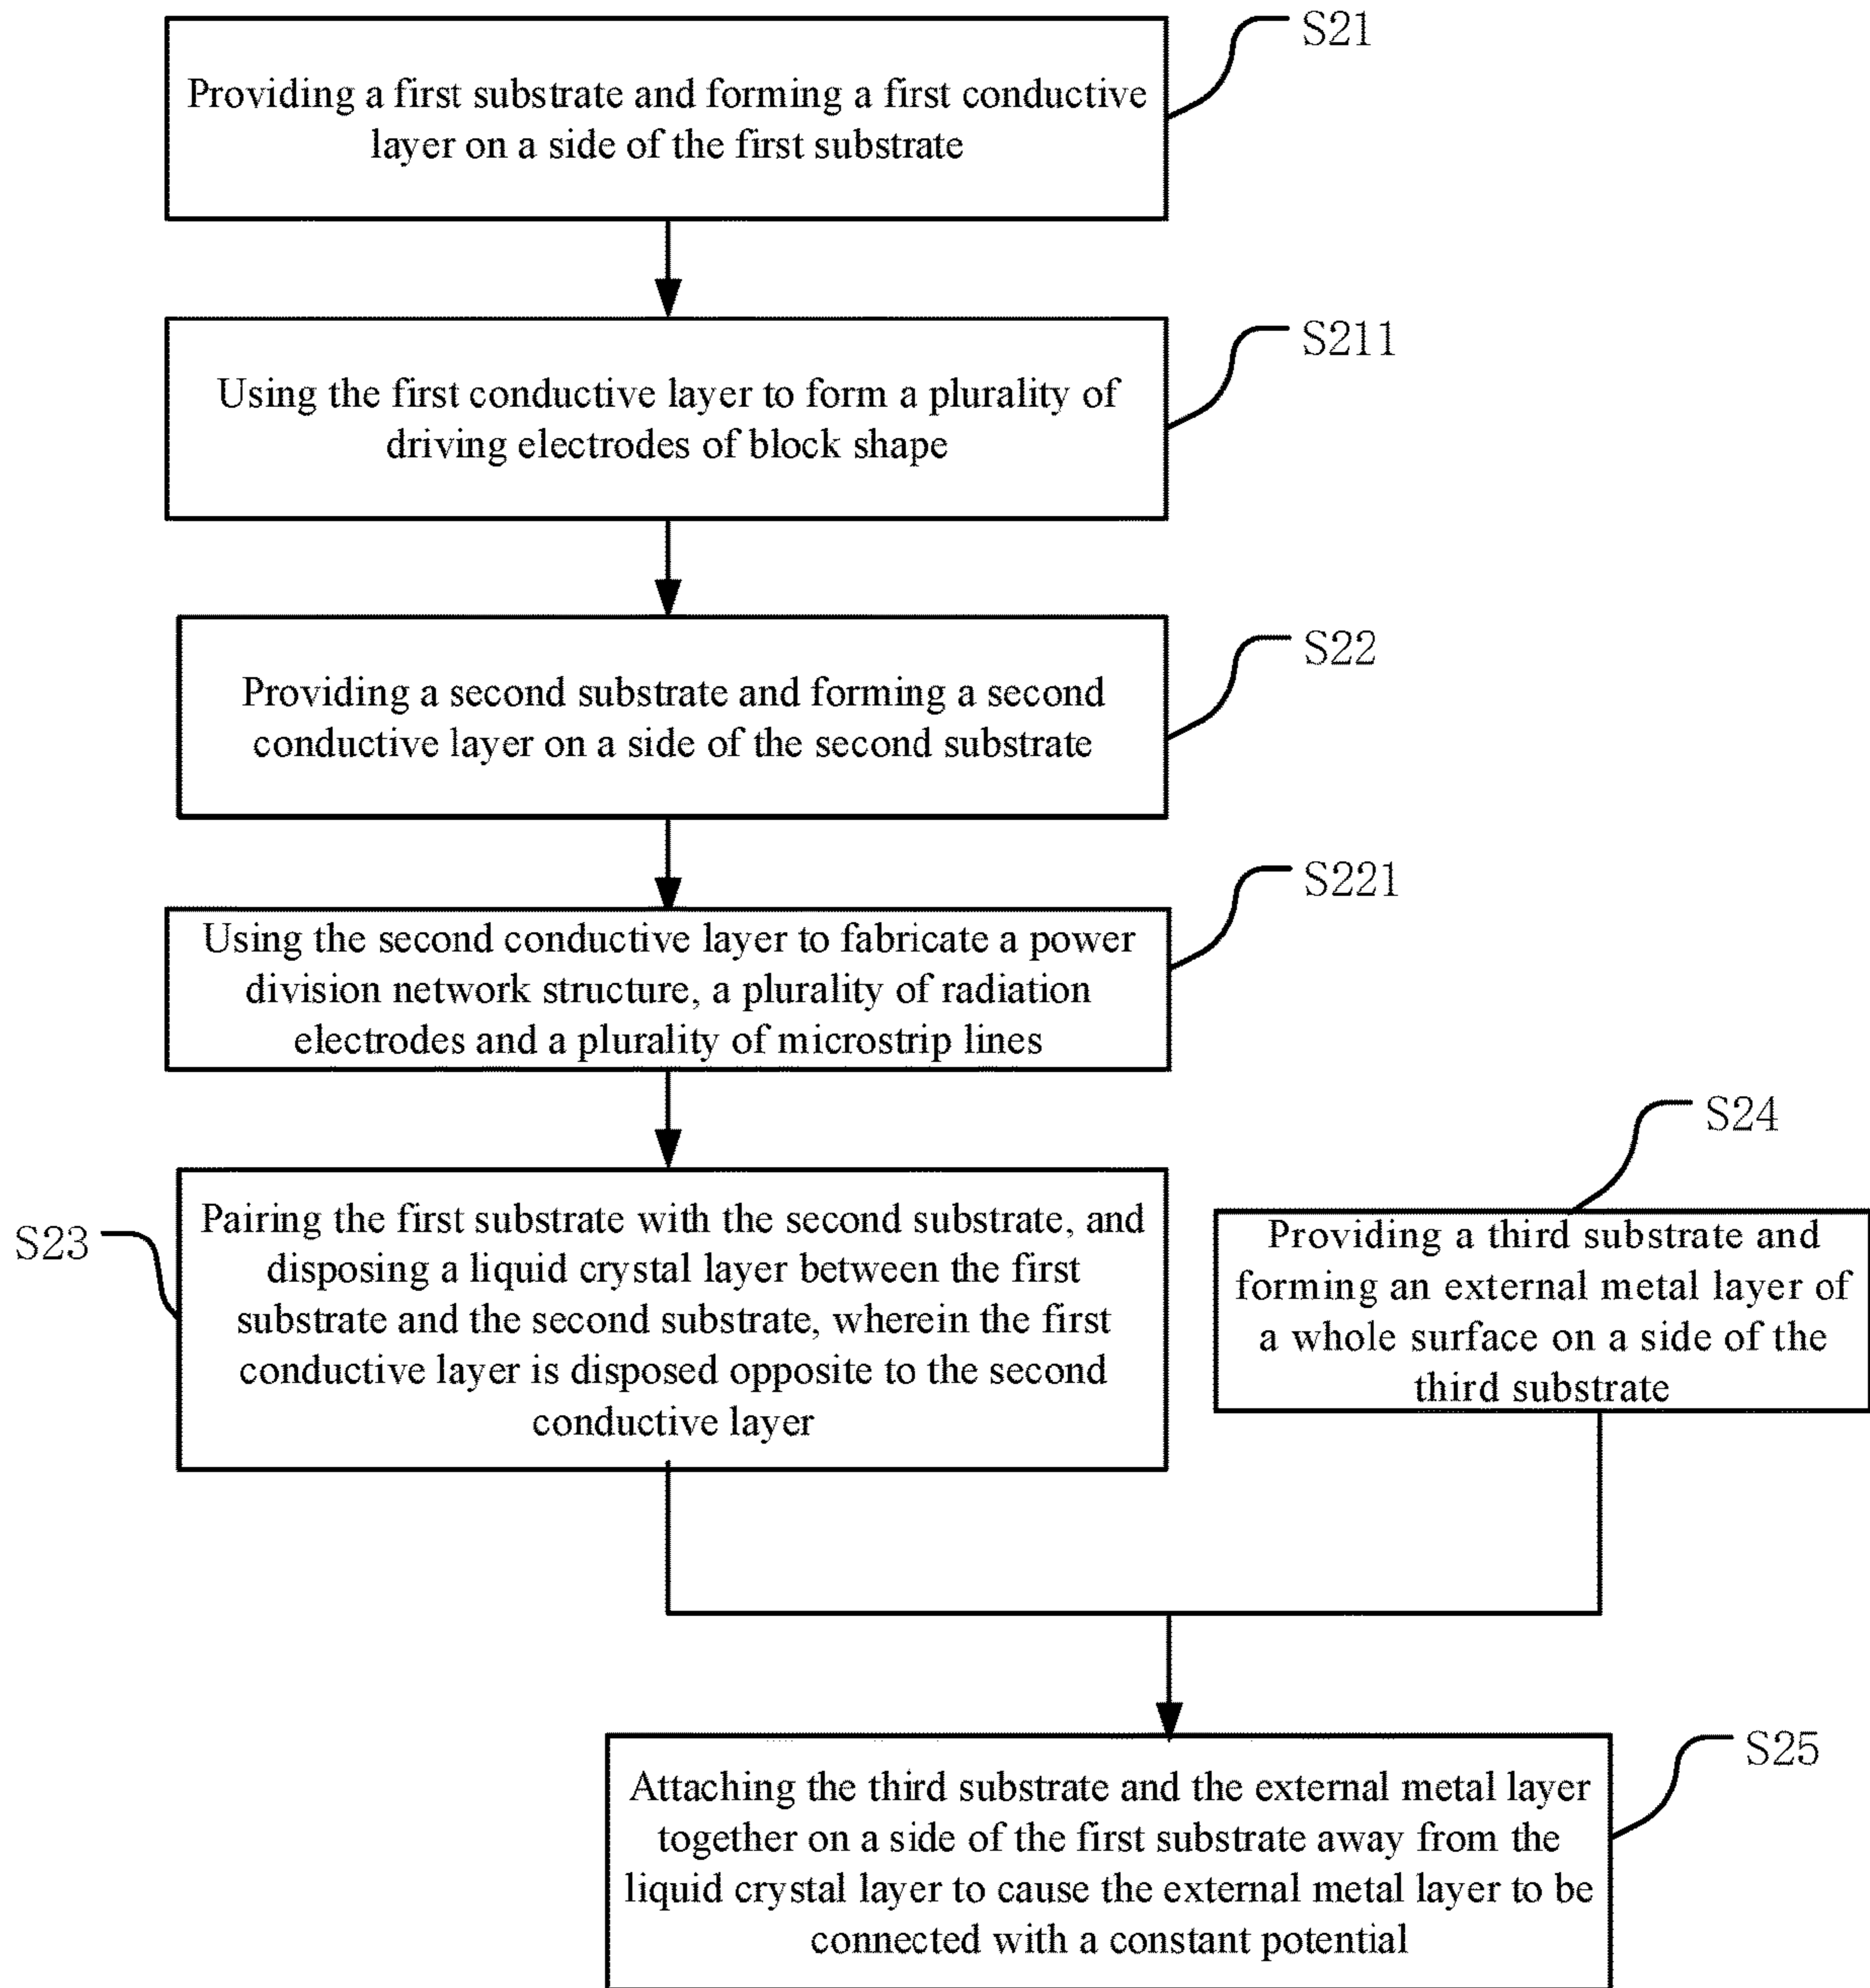 S21
Providing a first substrate and forming a first conductive
layer on a side of the first substrate
S211
Using the first conductive layer to form a plurality of
driving electrodes of block shape
S22
Providing a second substrate and forming a second
conductive layer on a side of the second substrate
S221
Using the second conductive layer to fabricate a power
division network structure, a plurality of radiation
electrodes and a plurality of microstrip lines
S23
Pairing the first substrate with the second substrate, and
disposing a liquid crystal layer between the first
substrate and the second substrate, wherein the first
conductive layer is disposed opposite to the second
conductive layer
S24
Providing a third substrate and
forming an external metal layer of
a whole surface on a side of the
third substrate
S25
Attaching the third substrate and the external metal layer
together on a side of the first substrate away from the
liquid crystal layer to cause the external metal layer to be
connected with a constant potential